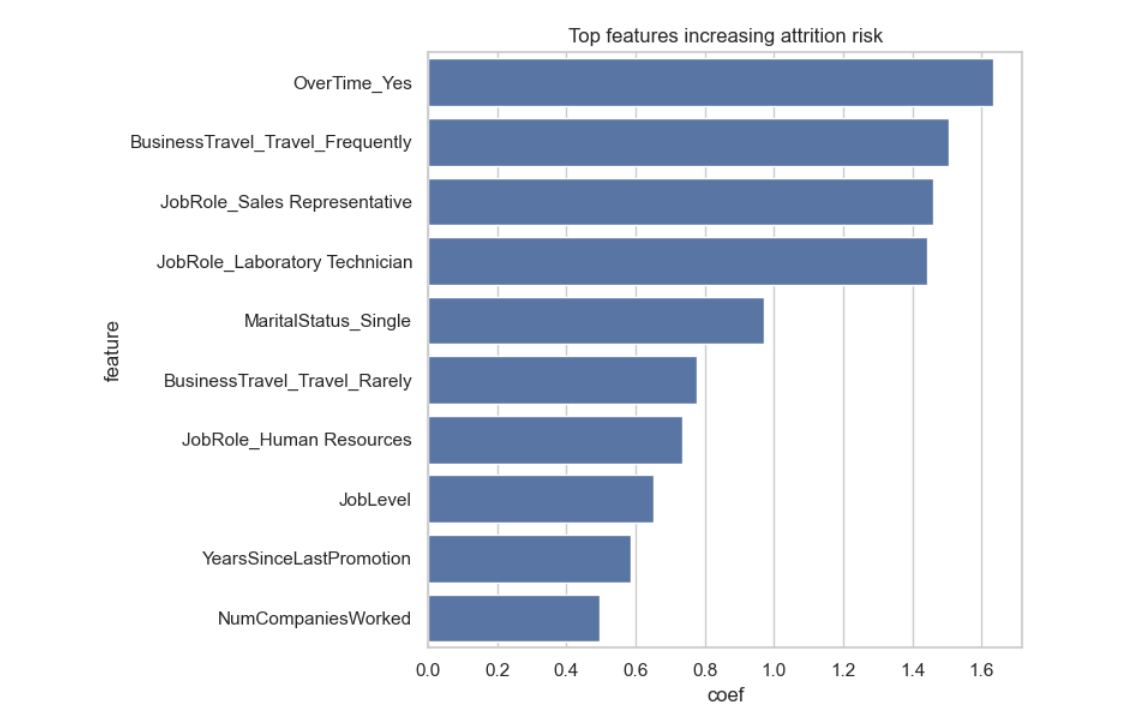 Top features increasing attrition risk
OverTime_Yes
BusinessTravel_Travel_Frequently
JobRole_Sales Representative
JobRole_Laboratory Technician
MaritalStatus_Single
BusinessTravel_Travel_Rarely
JobRole_Human Resources
JobLevel
YearsSinceLastPromotion
NumCompaniesWorked
feature
0.0 0.2 0.4 0.6 0.8 1.0 1.2 1.4 1.6
coef